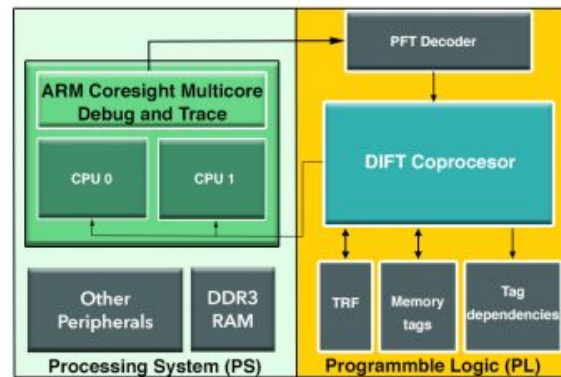 PFT Decoder
ARM Coresight Multicore
Debug and Trace
DIFT Coprocesor
CPU 0
CPU 1
Other
Peripherals
DDR3
RAM
TRF
Memory
tags
Tag
dependencies
Processing System (PS)
Programmble Logic (PL)